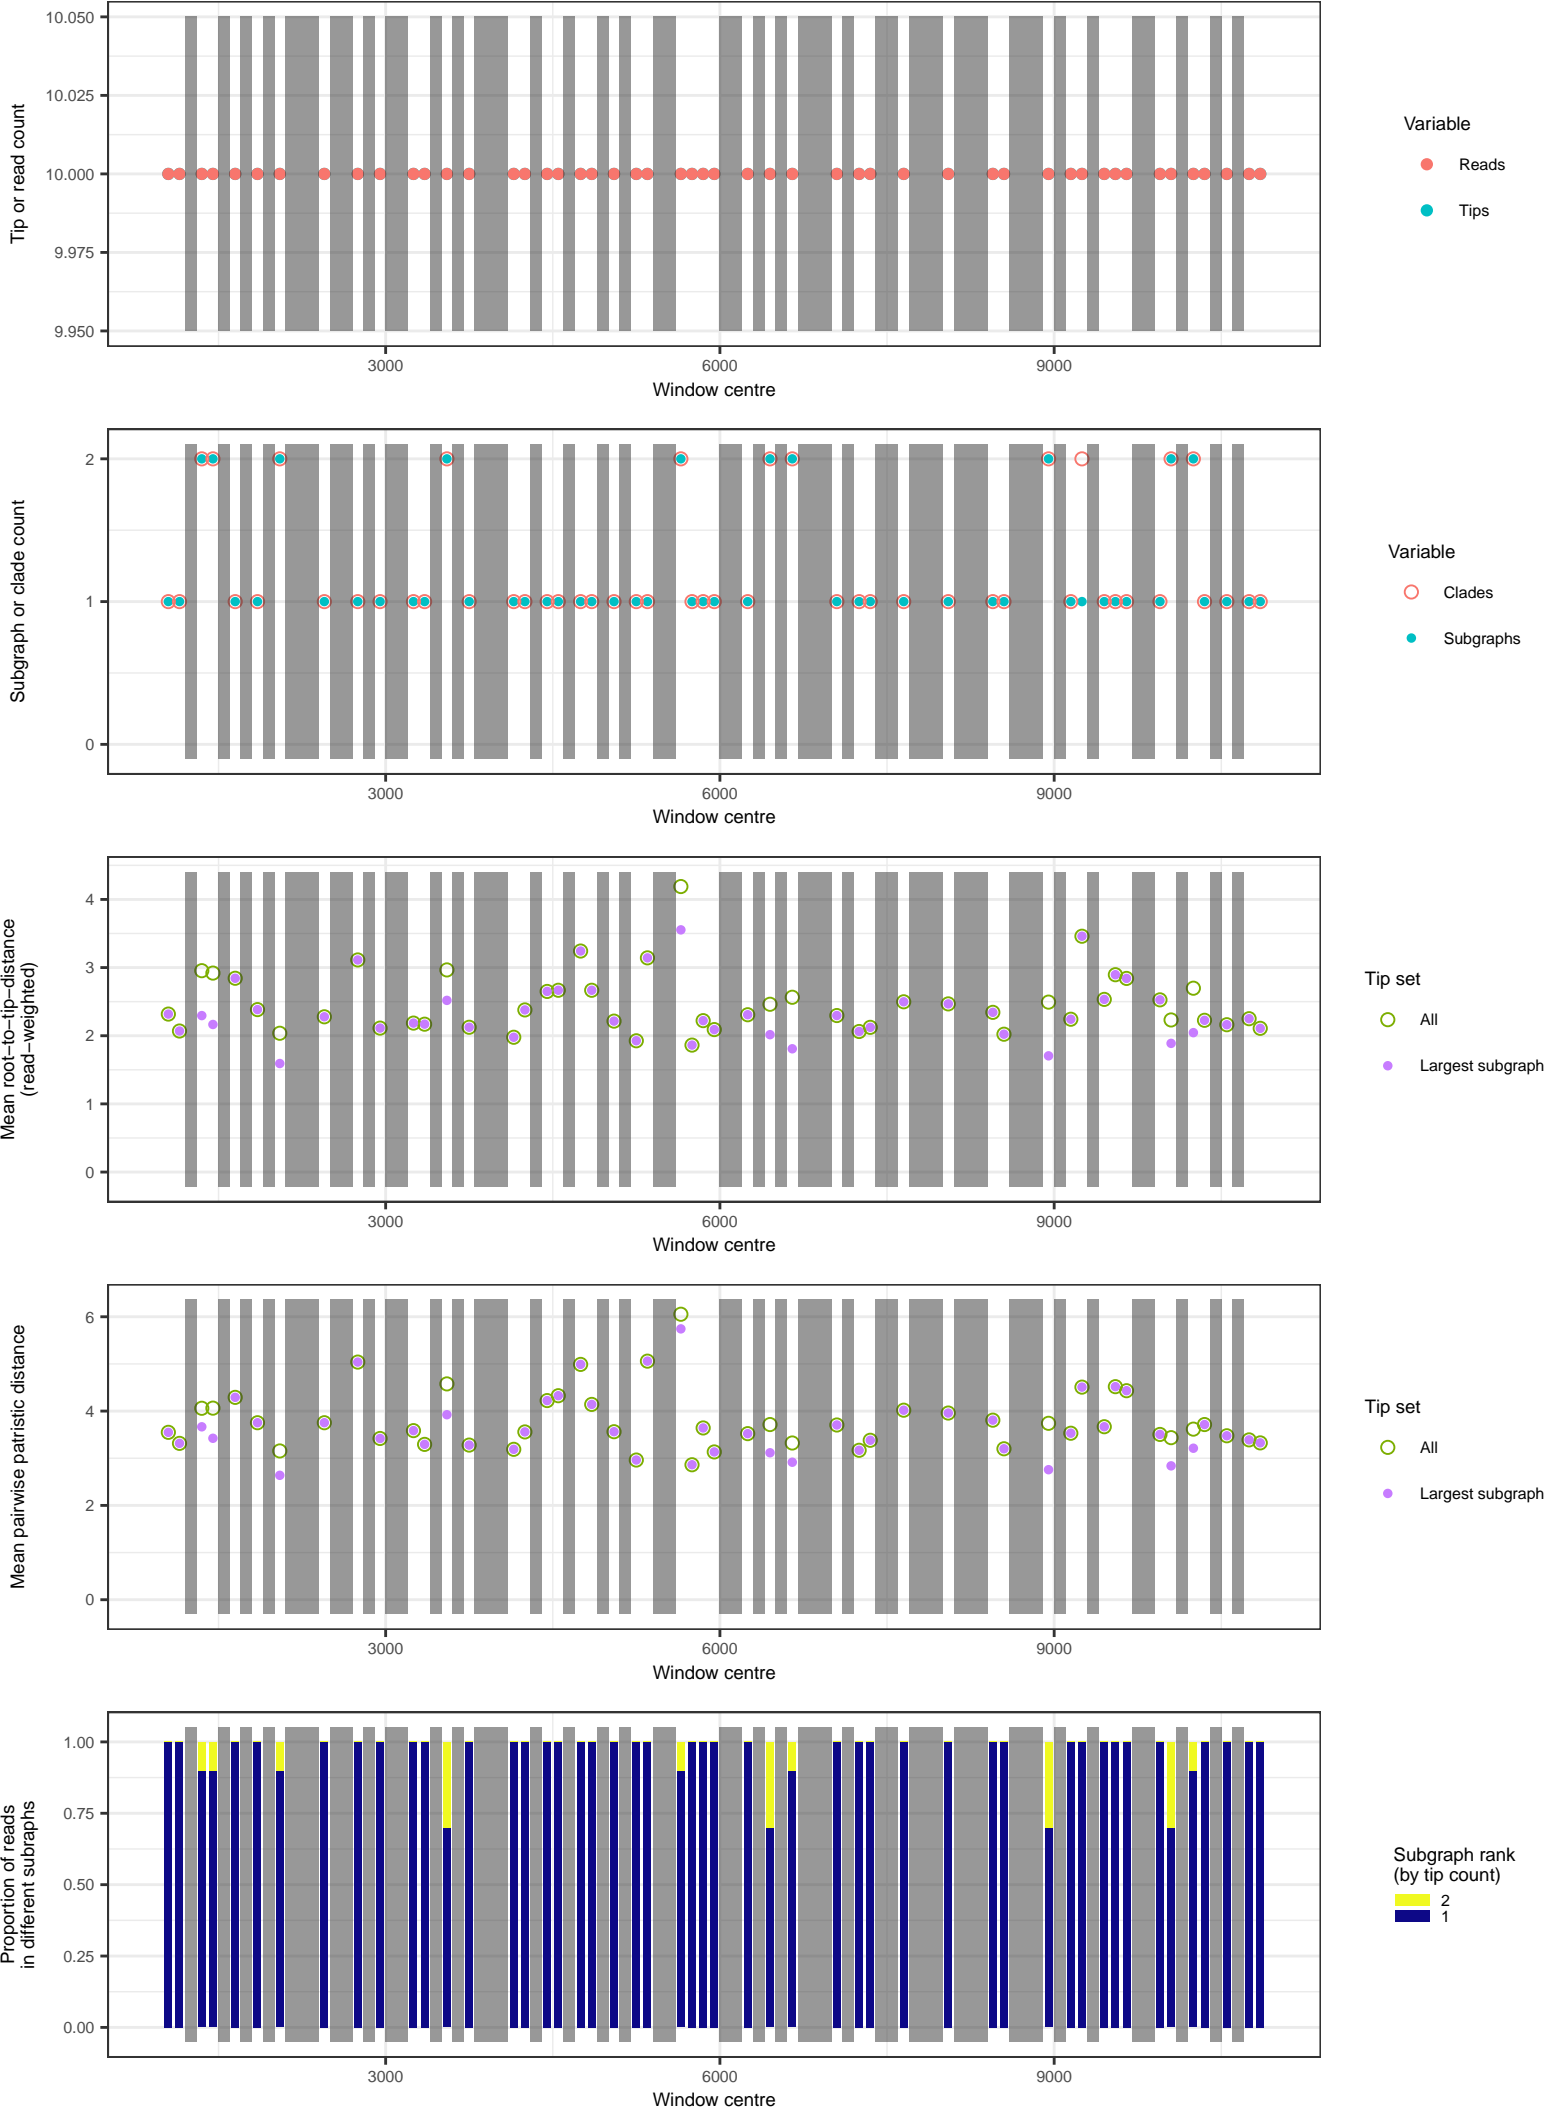 10.050
10.025
10.000
9.975
9.950
Tip or read count
3000
6000
9000
Window centre
Variable
Reads
Tips
2
1
0
Subgraph or clade count
3000
6000
9000
Window centre
Variable
Clades
Subgraphs
4
3
2
1
0
Mean root−to−tip−distance
(read−weighted)
3000
6000
9000
Window centre
Tip set
All
Largest subgraph
6
4
2
0
Mean pairwise patristic distance
3000
6000
9000
Window centre
Tip set
All
Largest subgraph
1.00
0.75
0.50
0.25
0.00
Proportion of reads
in different subraphs
3000
6000
9000
Window centre
Subgraph rank
(by tip count)
2
1